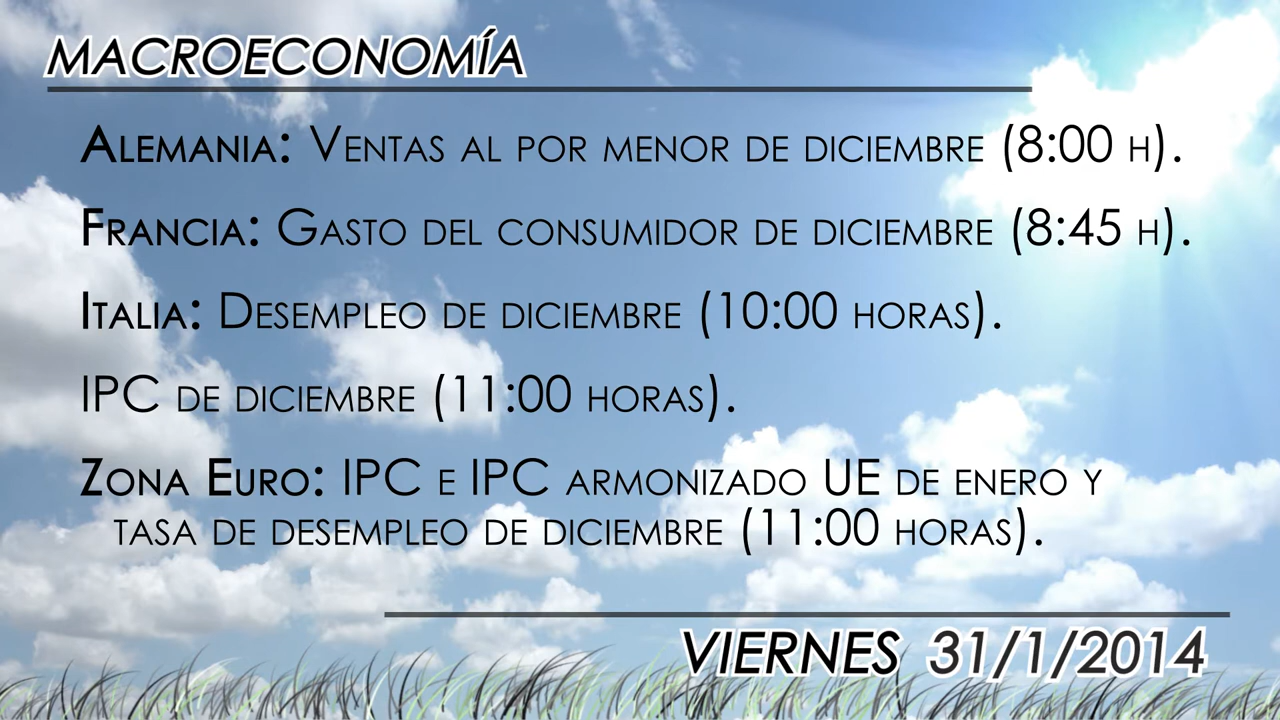 MACROECONOMÍA
Alemania: Ventas al por menor de diciembre (8:00 h).
Francia: Gasto del consumidor de diciembre (8:45 h).
Italia: Desempleo de diciembre (10:00 horas).
IPC de diciembre (11:00 horas).
Zona Euro: IPC e IPC armonizado UE de enero y
tasa de desempleo de diciembre (11:00 horas).
VIERNES 31/1/2014